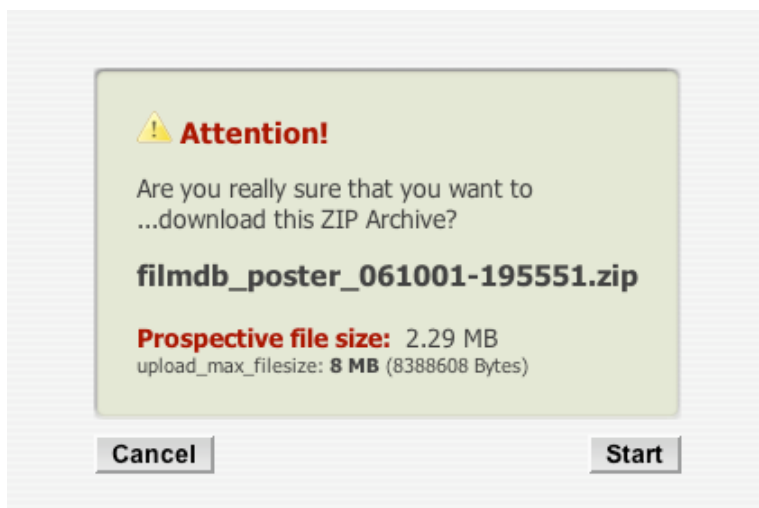 Attention!
Are you really sure that you want to
...download this ZIP Archive?
filmdb_poster_061001-195551.zip
Prospective file size: 2.29 MB
upload_max_filesize: 8 MB (8388608 Bytes)
Cancel Start